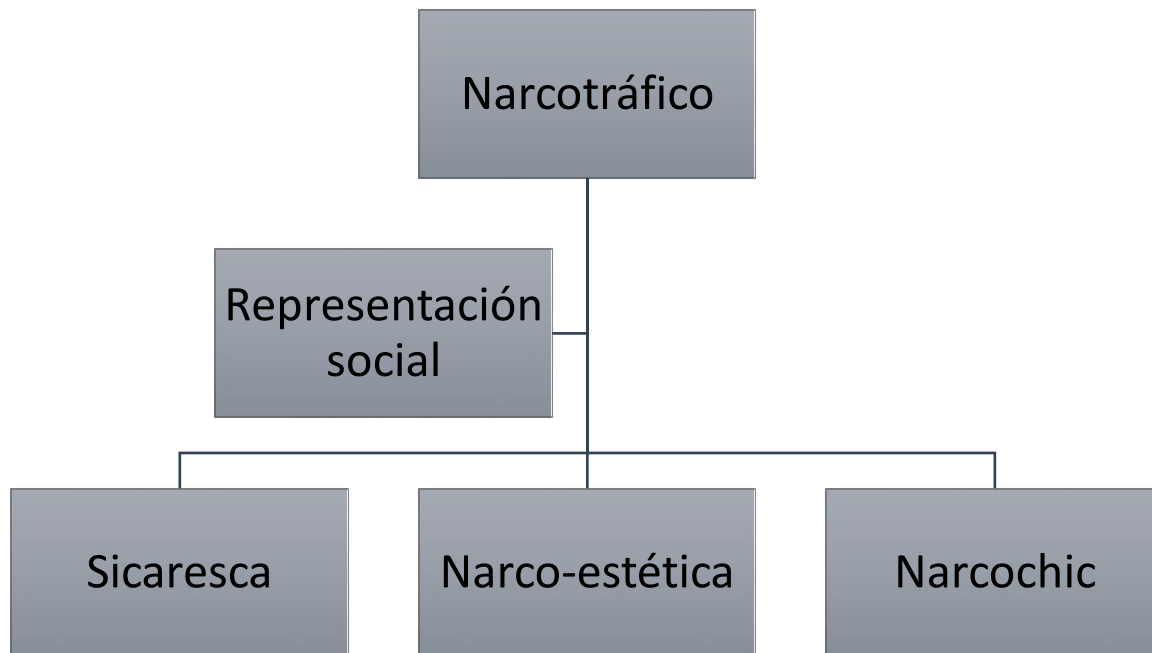 Narcotráfico
Representación
social
Sicaresca
Narco-estética
Narcochic